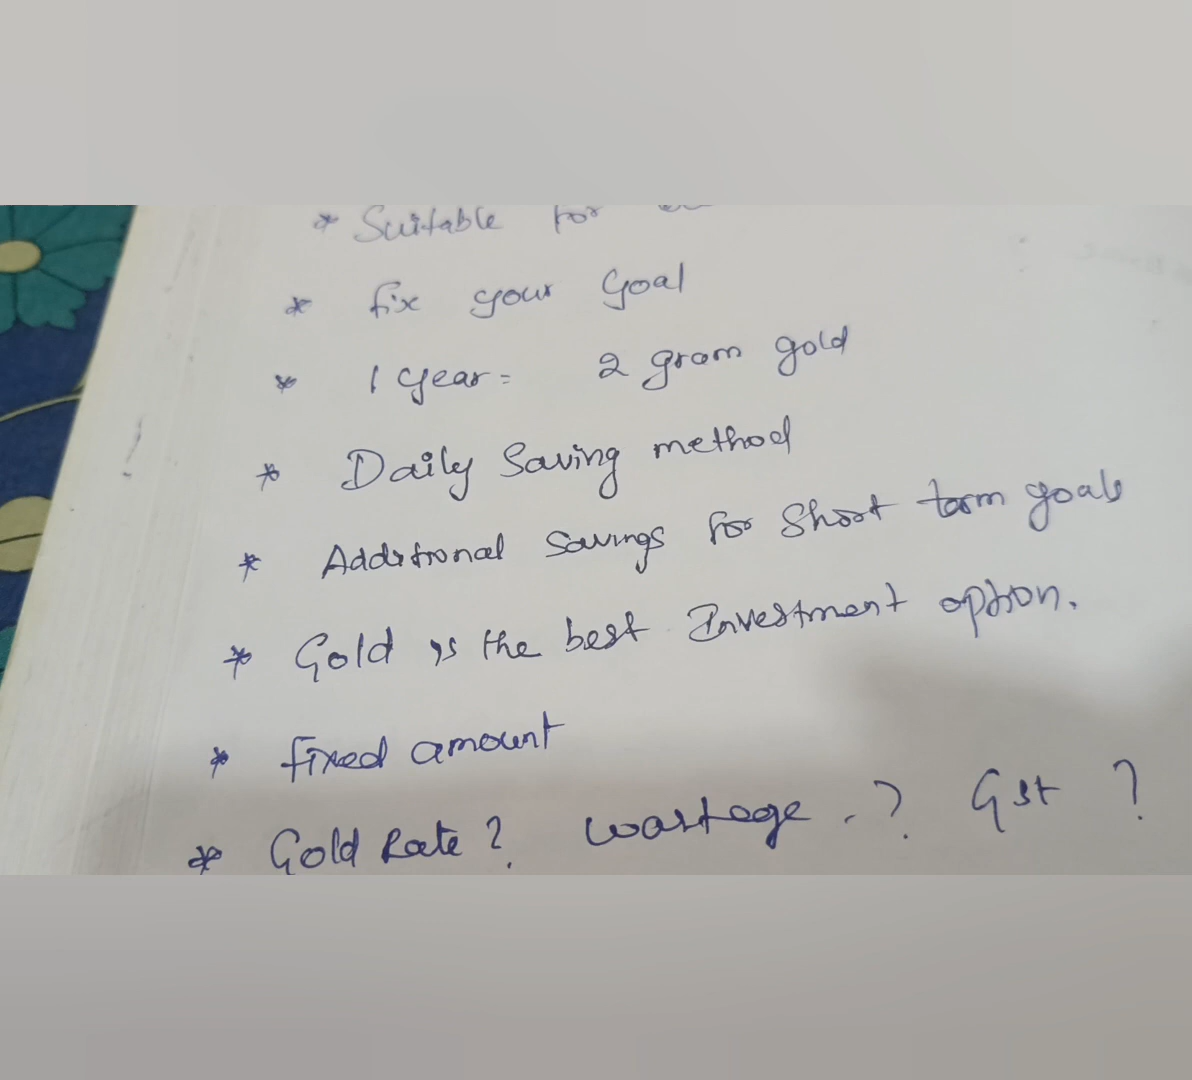 * Suitable for
* fix your Goal
* 1 year = 2 gram gold
* Daily Saving method
* Additional Savings for Short term goals
* Gold is the best Investment option.
* fixed amount
* Gold Rate? wastage.? Gst?